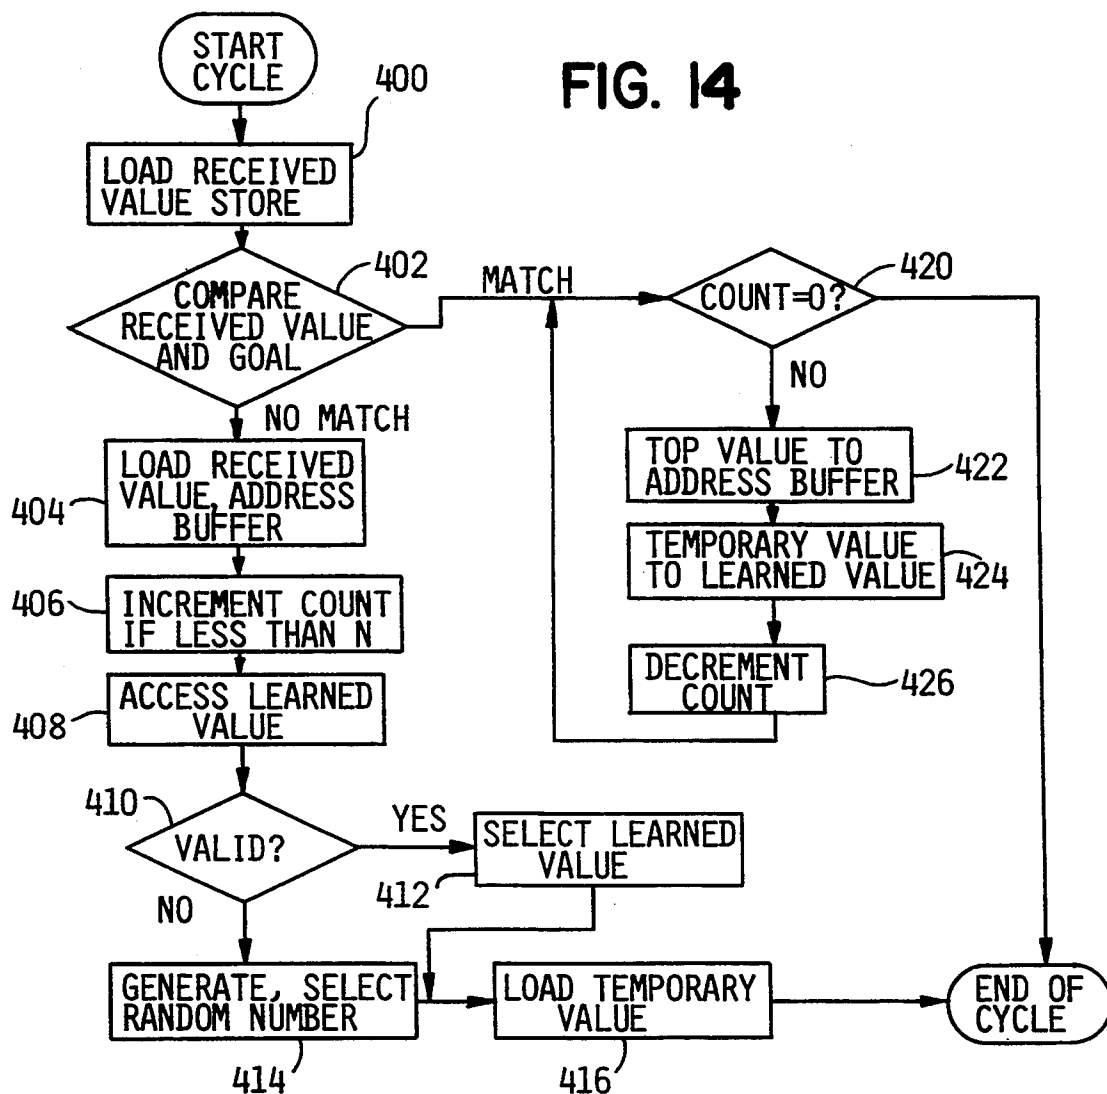 START
CYCLE
FIG. 14
400
LOAD RECEIVED
VALUE STORE
402
COMPARE
RECEIVED VALUE
AND GOAL
MATCH
COUNT=0?
420
NO MATCH
NO
LOAD RECEIVED
VALUE, ADDRESS
BUFFER
404
TOP VALUE TO
ADDRESS BUFFER
422
TEMPORARY VALUE
TO LEARNED VALUE
424
406
INCREMENT COUNT
IF LESS THAN N
DECREMENT
COUNT
426
ACCESS LEARNED
VALUE
408
410
VALID?
YES
SELECT LEARNED
VALUE
412
NO
GENERATE, SELECT
RANDOM NUMBER
414
LOAD TEMPORARY
VALUE
416
END OF
CYCLE